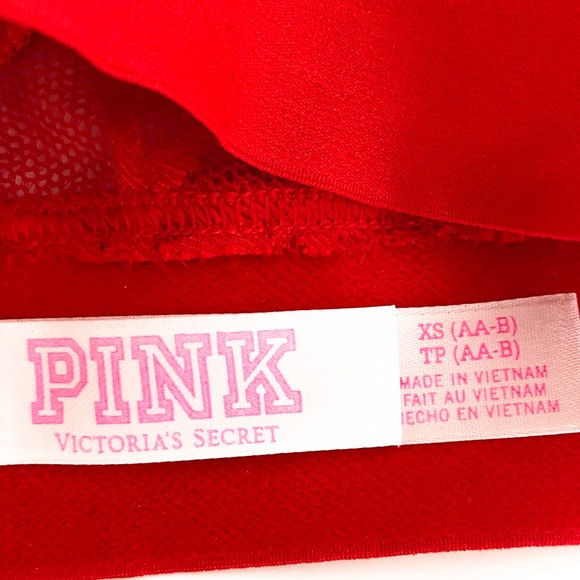 PINK
VICTORIA'S SECRET
XS (AA-B)
TP (AA-B)
MADE IN VIETNAM
FAIT AU VIETNAM
HECHO EN VIETNAM